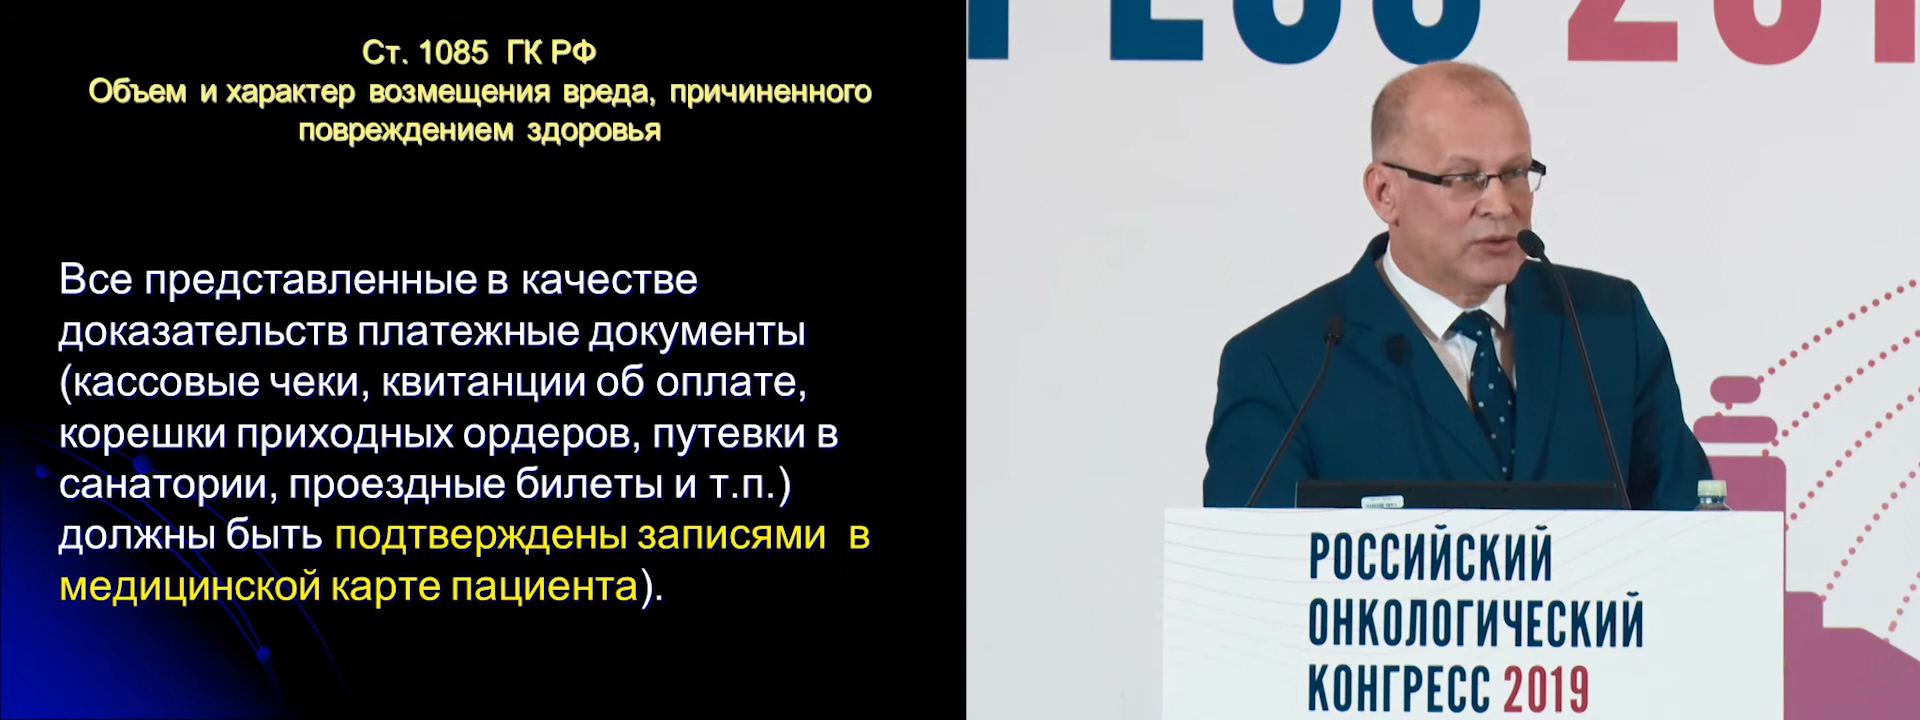 Ст. 1085 ГК РФ
Объем и характер возмещения вреда, причиненного
повреждением здоровья
Все представленные в качестве
доказательств платежные документы
(кассовые чеки, квитанции об оплате,
корешки приходных ордеров, путевки в
санатории, проездные билеты и т.п.)
должны быть подтверждены записями в
медицинской карте пациента).
РОССИЙСКИЙ
ОНКОЛОГИЧЕСКИЙ
КОНГРЕСС 2019